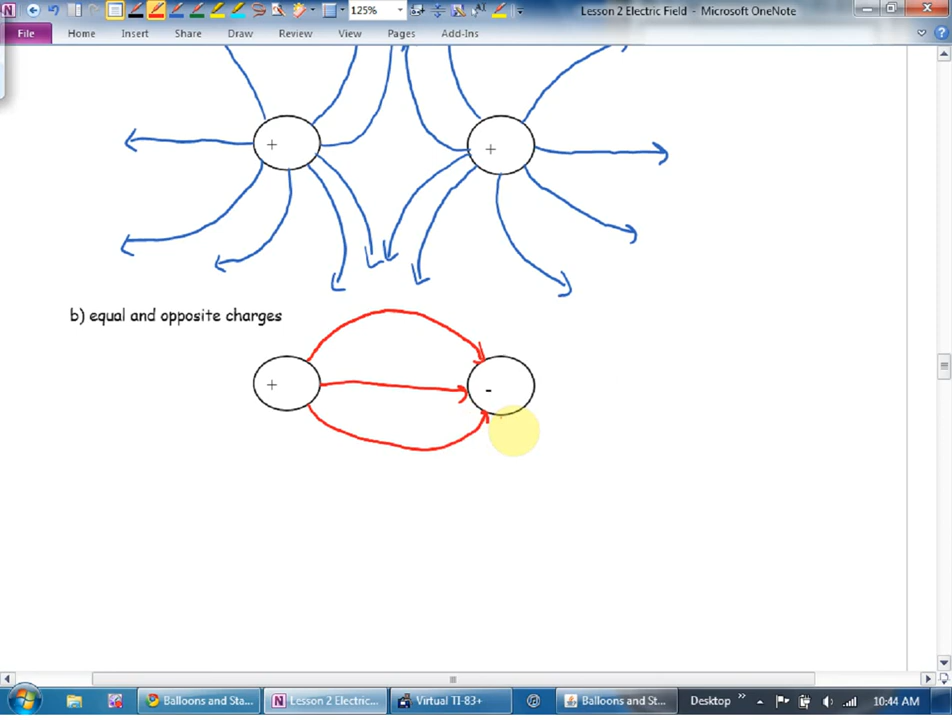 125%
Lesson 2 Electric Field - Microsoft OneNote
File Home Insert Share Draw Review View Pages Add-Ins
+ +
b) equal and opposite charges
+ -
Balloons and Sta... Lesson 2 Electric... Virtual TI-83+ Balloons and St... Desktop » 10:44 AM